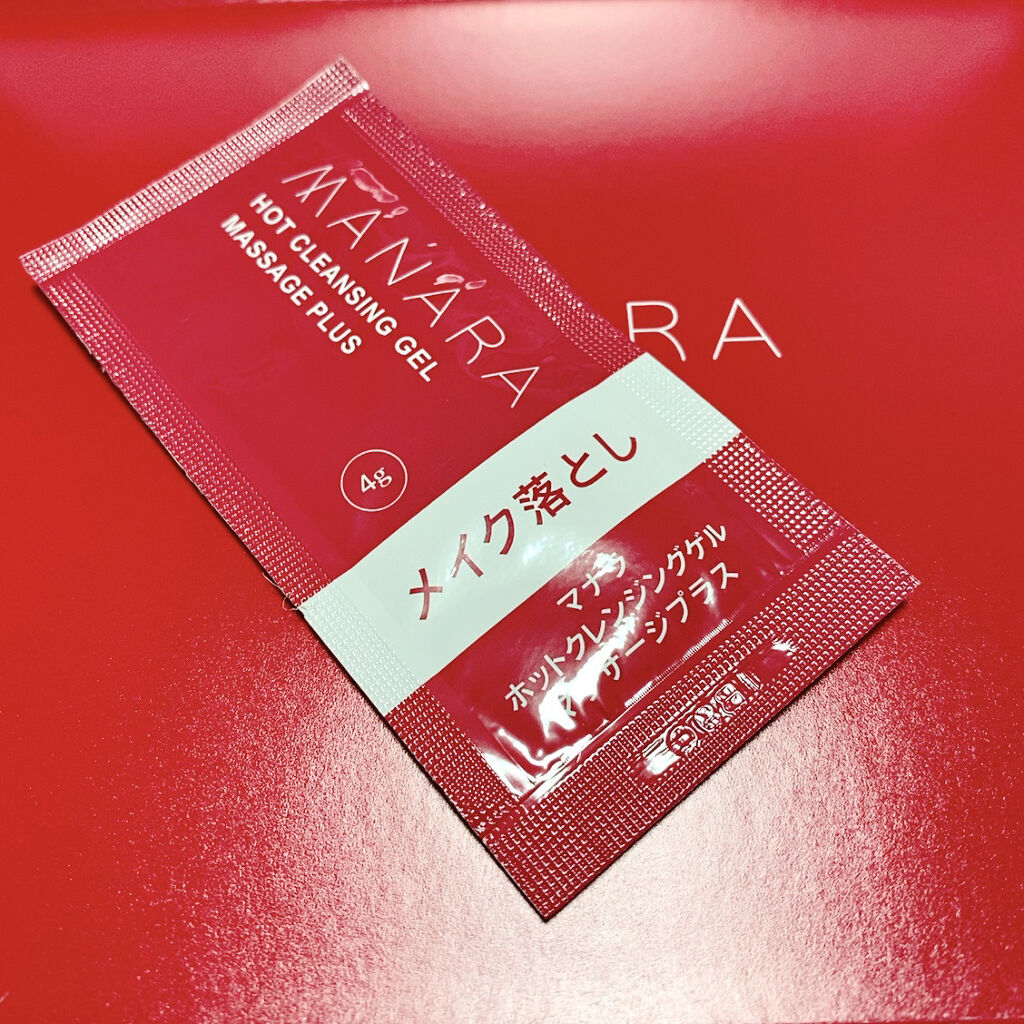 MANARA
HOT CLEANSING GEL
MASSAGE PLUS
4g
メイク落とし
マナラ
ホットクレンジングゲル
マッサージプラス
RA